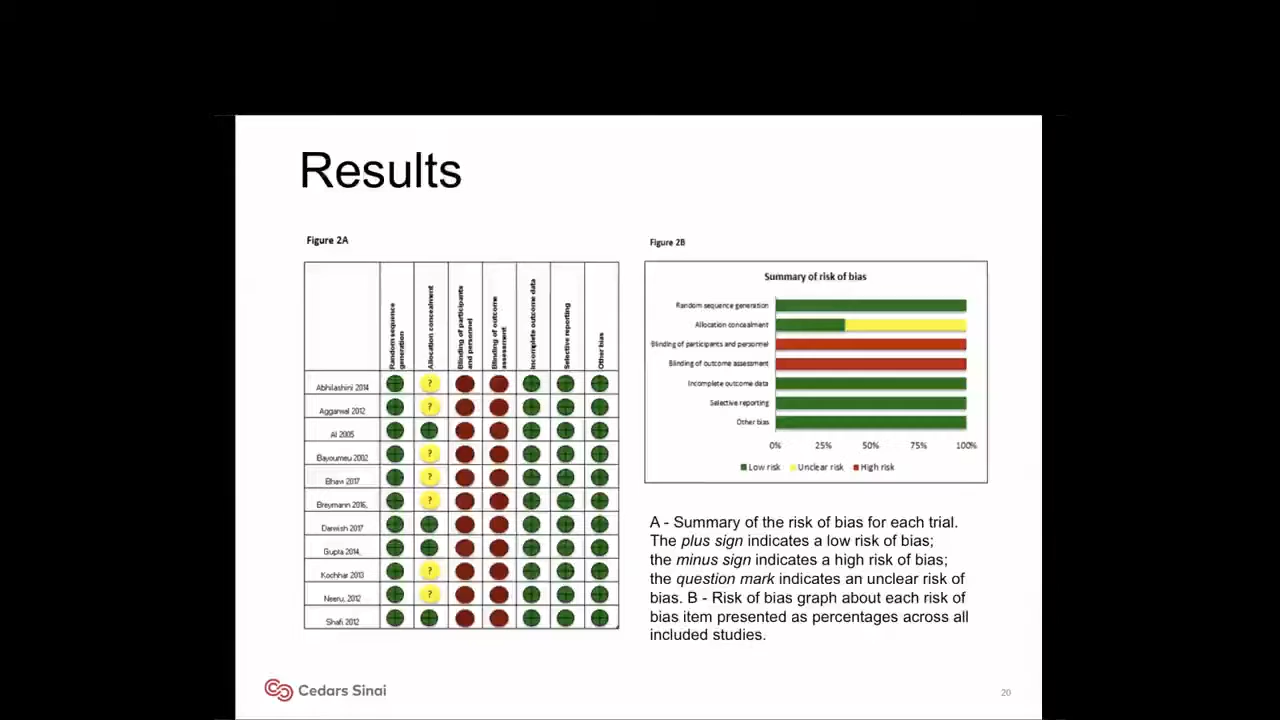 Results
Figure 2A
Random sequence
generation
Allocation concealment
Blinding of participants
and personnel
Blinding of outcome
assessment
Incomplete outcome data
Selective reporting
Other bias
Abhilashini 2014
?
Aggarwal 2012
?
Al 2005
Bayoumeu 2002
?
Bhavi 2017
?
Breymann 2016,
?
Darwish 2017
Gupta 2014,
Kochhar 2013
?
Neeru, 2012
?
Shafi 2012
Figure 2B
Summary of risk of bias
Random sequence generation
Allocation concealment
Blinding of participants and personnel
Blinding of outcome assessment
Incomplete outcome data
Selective reporting
Other bias
0% 25% 50% 75% 100%
Low risk Unclear risk High risk
A - Summary of the risk of bias for each trial.
The plus sign indicates a low risk of bias;
the minus sign indicates a high risk of bias;
the question mark indicates an unclear risk of
bias. B - Risk of bias graph about each risk of
bias item presented as percentages across all
included studies.
Cedars Sinai
20